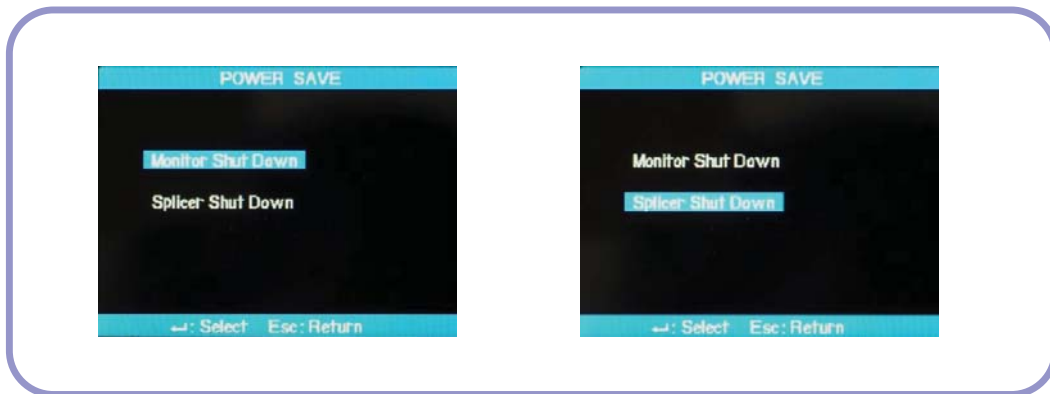 POWER SAVE
Monitor Shut Down
Splicer Shut Down
↵: Select Esc: Return
POWER SAVE
Monitor Shut Down
Splicer Shut Down
↵: Select Esc: Return